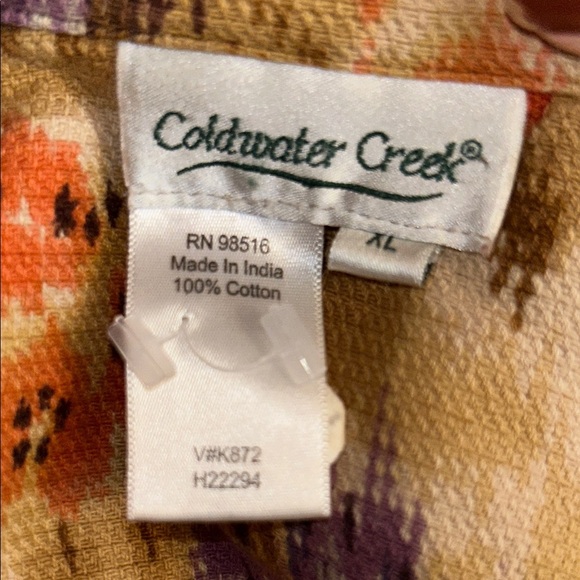 Coldwater Creek®
XL
RN 98516
Made In India
100% Cotton
V#K872
H22294